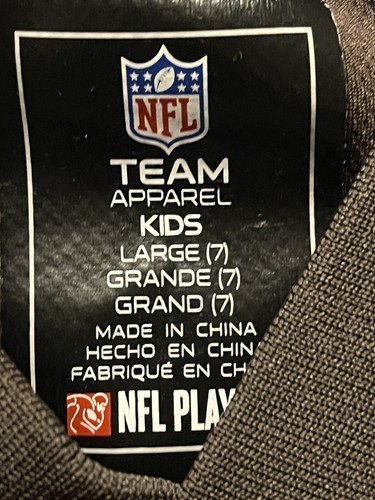 NFL
TEAM
APPAREL
KIDS
LARGE (7)
GRANDE (7)
GRAND (7)
MADE IN CHINA
HECHO EN CHIN
FABRIQUÉ EN CH
NFL PLAY